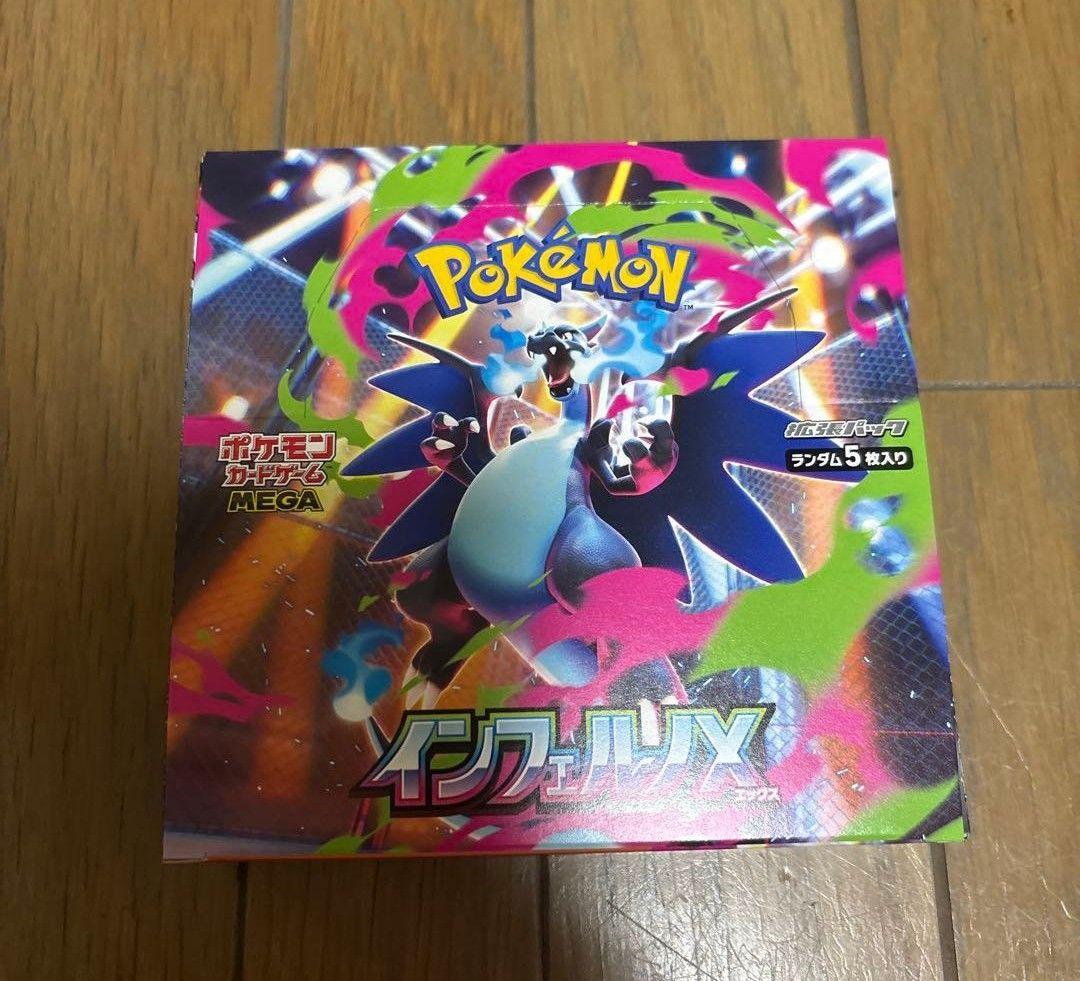 POKéMON
TM
ポケモン
カードゲーム
MEGA
拡張パック
ランダム5枚入り
インフェルノX
エックス